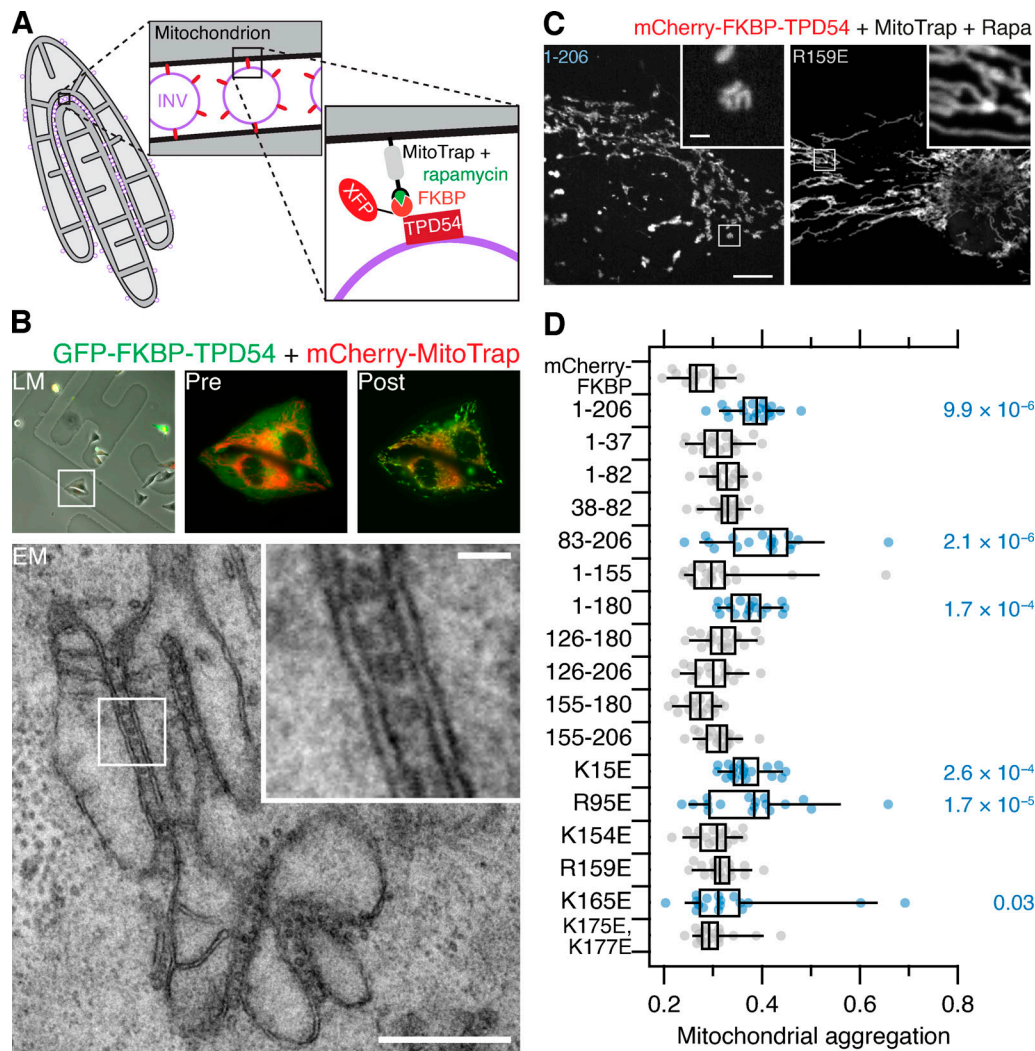 A
Mitochondrion
INV
MitoTrap +
rapamycin
FKBP
XFP
TPD54
B
GFP-FKBP-TPD54 + mCherry-MitoTrap
LM
Pre
Post
EM
C
mCherry-FKBP-TPD54 + MitoTrap + Rapa
1-206
R159E
D
mCherry-
FKBP
1-206 9.9 × 10⁻⁶
1-37
1-82
38-82
83-206 2.1 × 10⁻⁶
1-155
1-180 1.7 × 10⁻⁴
126-180
126-206
155-180
155-206
K15E 2.6 × 10⁻⁴
R95E 1.7 × 10⁻⁵
K154E
R159E
K165E 0.03
K175E,
K177E
0.2 0.4 0.6 0.8
Mitochondrial aggregation